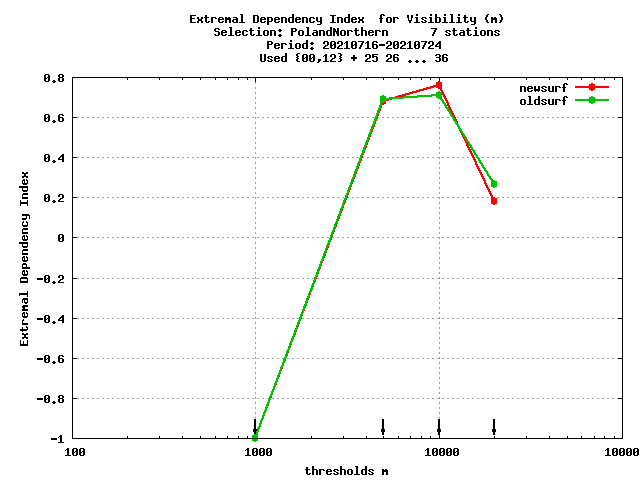 Extremal Dependency Index  for Visibility (m)
Selection: PolandNorthern      7 stations
Period: 20210716-20210724
Used {00,12} + 25 26 ... 36
newsurf
oldsurf
Extremal Dependency Index
0.8
0.6
0.4
0.2
0
-0.2
-0.4
-0.6
-0.8
-1
100
1000
10000
10000
thresholds m